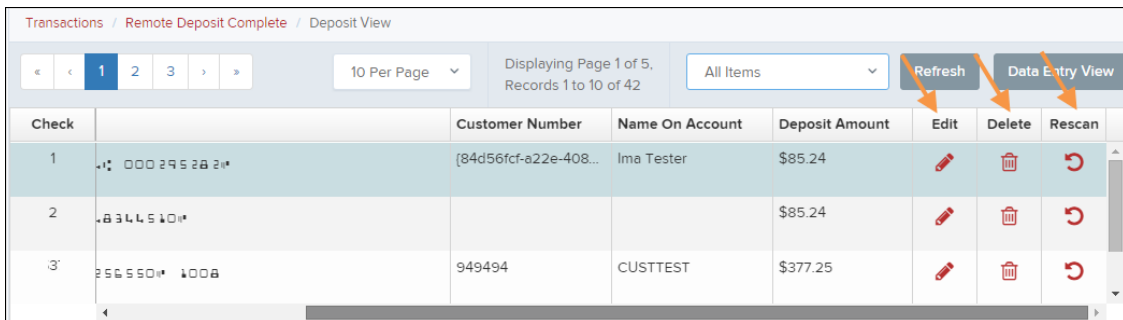 Transactions / Remote Deposit Complete / Deposit View
« ‹ 1 2 3 › » 10 Per Page Displaying Page 1 of 5, Records 1 to 10 of 42 All Items Refresh Data Entry View
Check Customer Number Name On Account Deposit Amount Edit Delete Rescan
1 000295282⑈ {84d56fcf-a22e-408... Ima Tester $85.24
2 8344510⑈ $85.24
3 256550⑈ 1008 949494 CUSTTEST $377.25